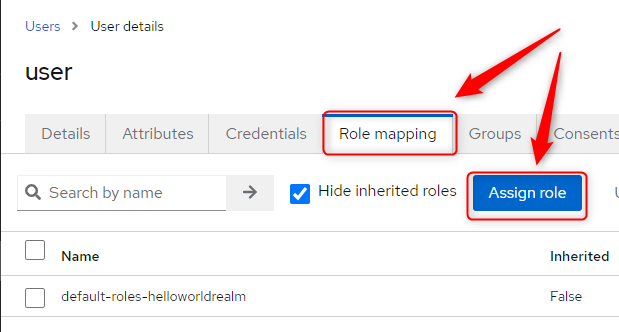 Users > User details
user
Details Attributes Credentials Role mapping Groups Consents
Search by name Hide inherited roles Assign role
Name Inherited
default-roles-helloworldrealm False